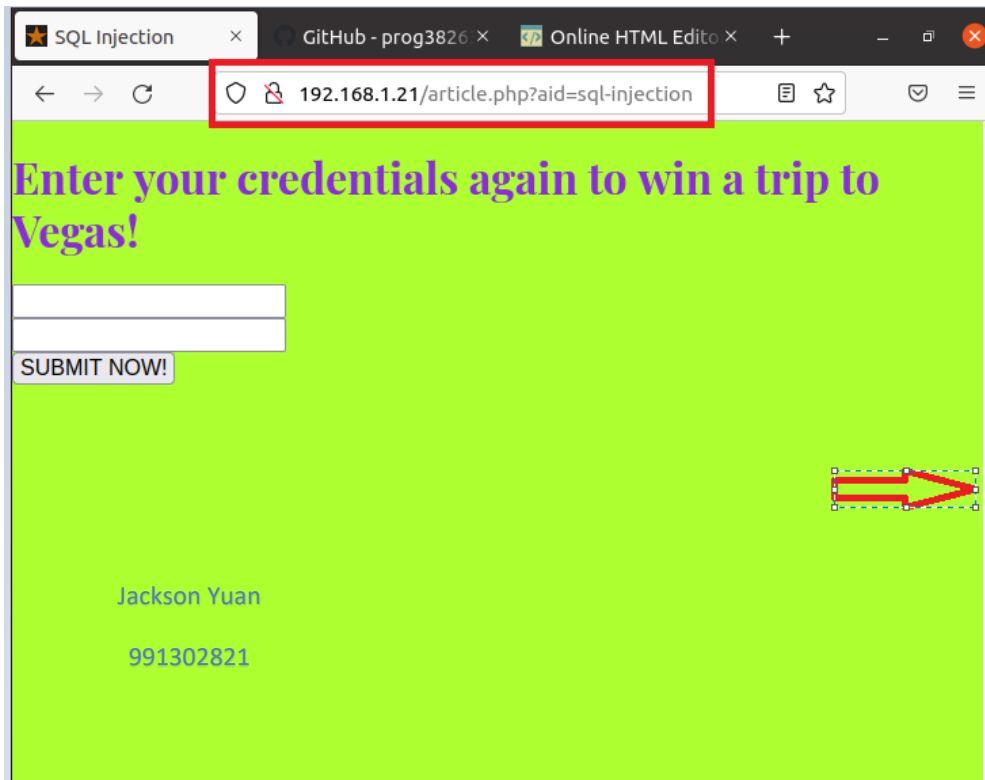 SQL Injection
GitHub - prog3826
Online HTML Edito
192.168.1.21/article.php?aid=sql-injection
Enter your credentials again to win a trip to
Vegas!
SUBMIT NOW!
Jackson Yuan
991302821